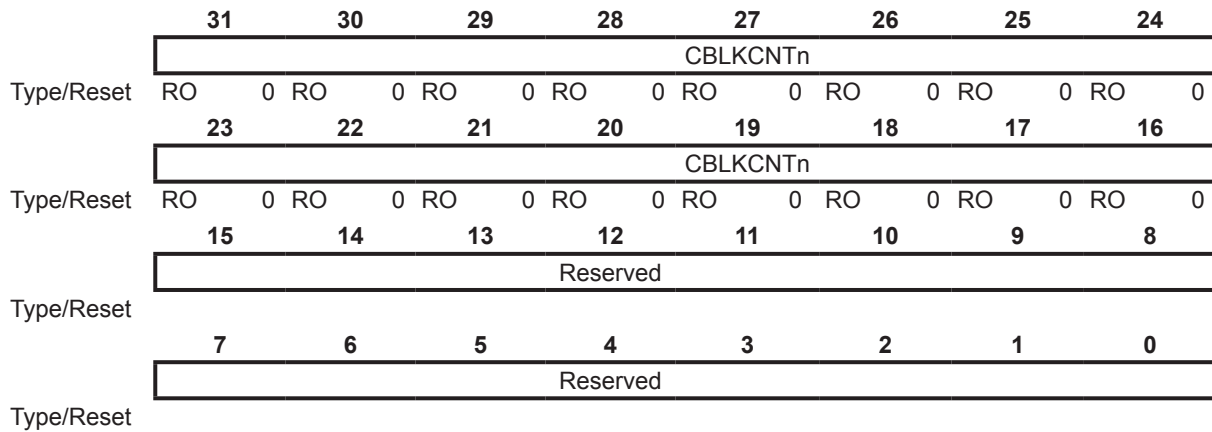 31 30 29 28 27 26 25 24
CBLKCNTn
Type/Reset RO 0 RO 0 RO 0 RO 0 RO 0 RO 0 RO 0 RO 0
23 22 21 20 19 18 17 16
CBLKCNTn
Type/Reset RO 0 RO 0 RO 0 RO 0 RO 0 RO 0 RO 0 RO 0
15 14 13 12 11 10 9 8
Reserved
Type/Reset
7 6 5 4 3 2 1 0
Reserved
Type/Reset